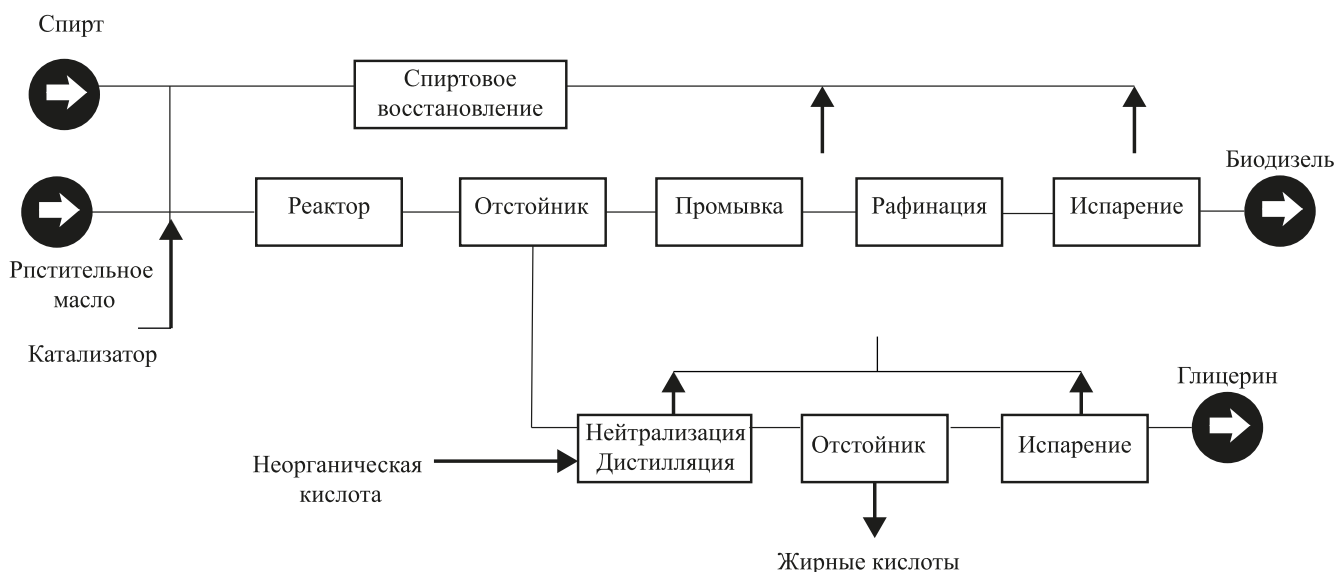 Спирт
Спиртовое
восстановление
Биодизель
Реактор
Отстойник
Промывка
Рафинация
Испарение
Рпстительное
масло
Катализатор
Глицерин
Нейтрализация
Дистилляция
Отстойник
Испарение
Неорганическая
кислота
Жирные кислоты